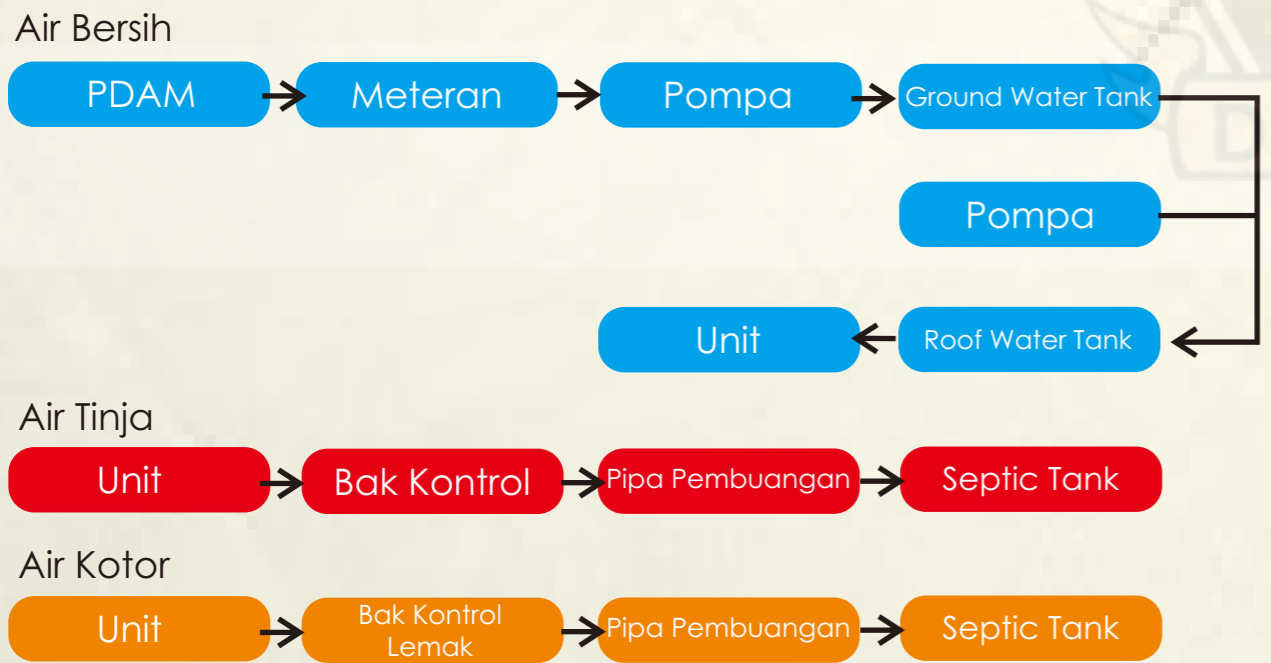 Air Bersih
PDAM
Meteran
Pompa
Ground Water Tank
Pompa
Unit
Roof Water Tank
Air Tinja
Unit
Bak Kontrol
Pipa Pembuangan
Septic Tank
Air Kotor
Unit
Bak Kontrol
Lemak
Pipa Pembuangan
Septic Tank